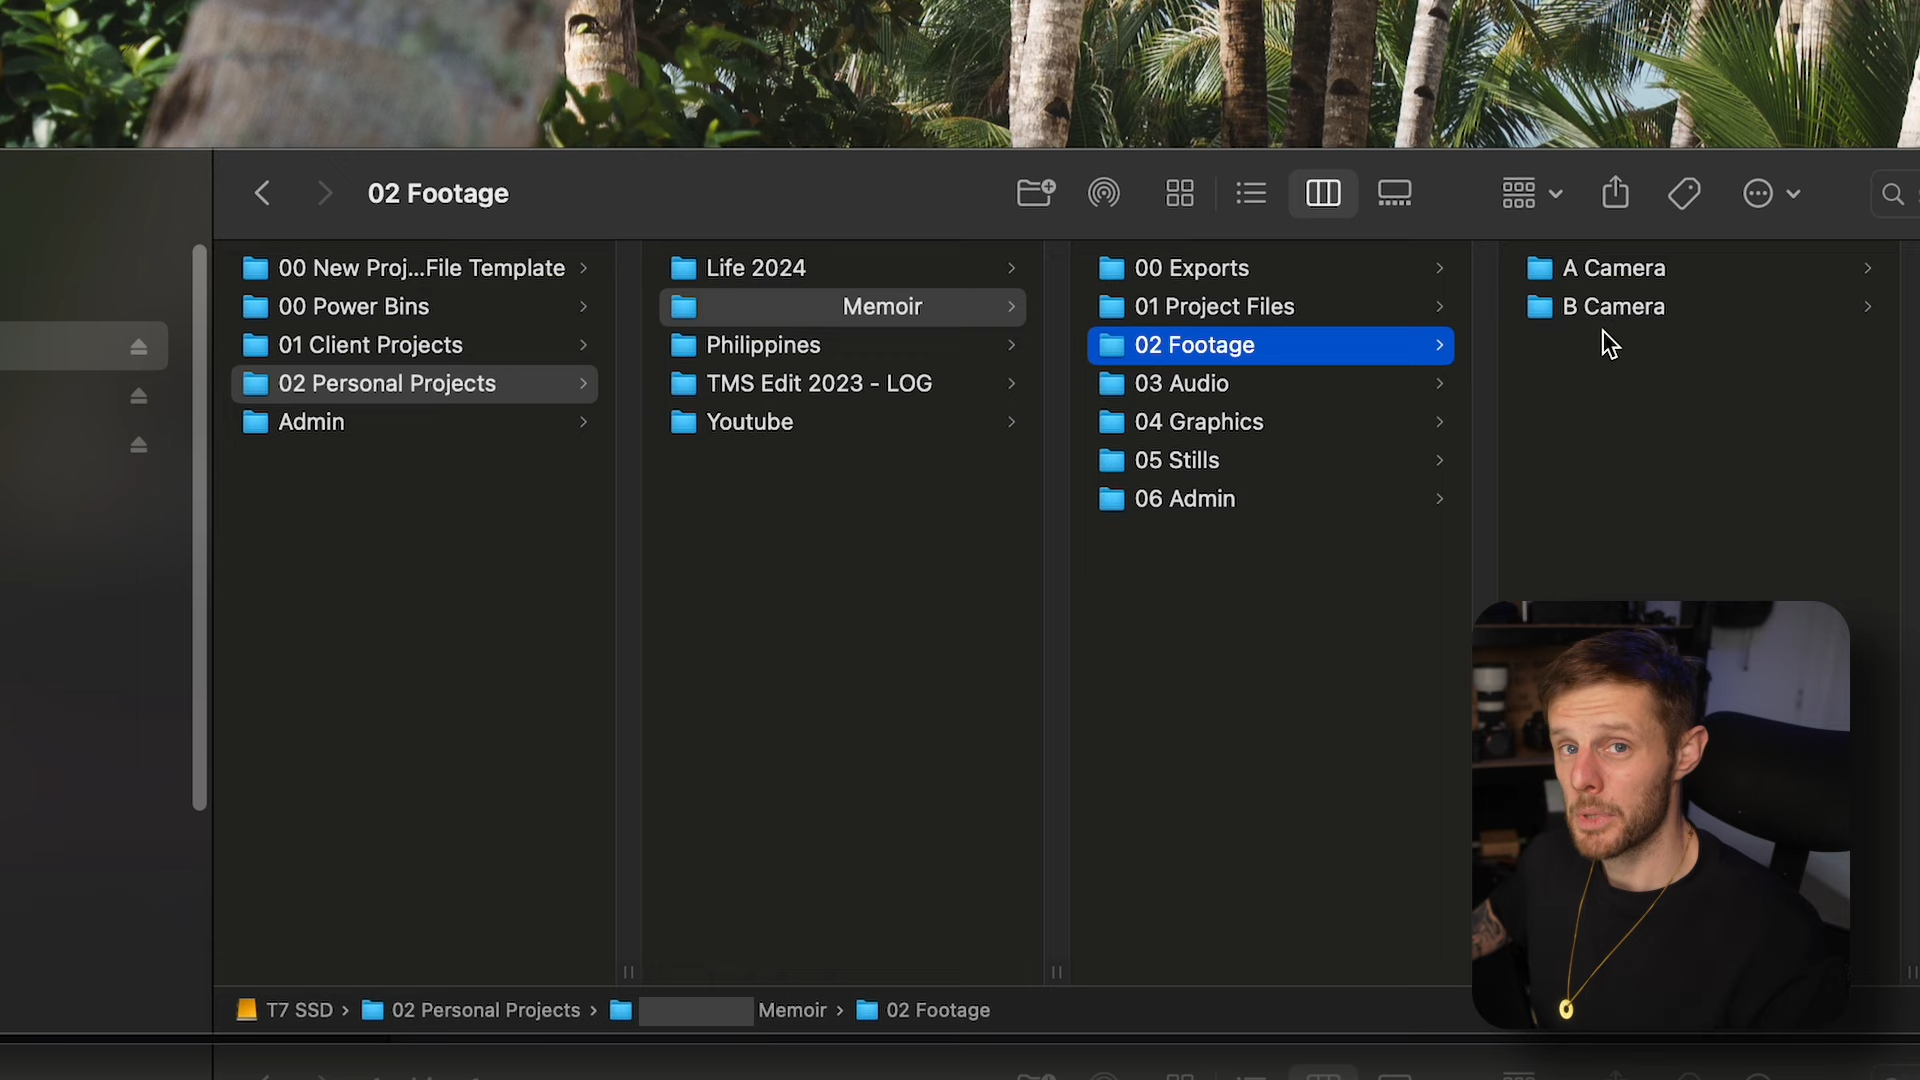 02 Footage
00 New Proj...File Template
00 Power Bins
01 Client Projects
02 Personal Projects
Admin
Life 2024
Memoir
Philippines
TMS Edit 2023 - LOG
Youtube
00 Exports
01 Project Files
02 Footage
03 Audio
04 Graphics
05 Stills
06 Admin
A Camera
B Camera
T7 SSD › 02 Personal Projects › Memoir › 02 Footage